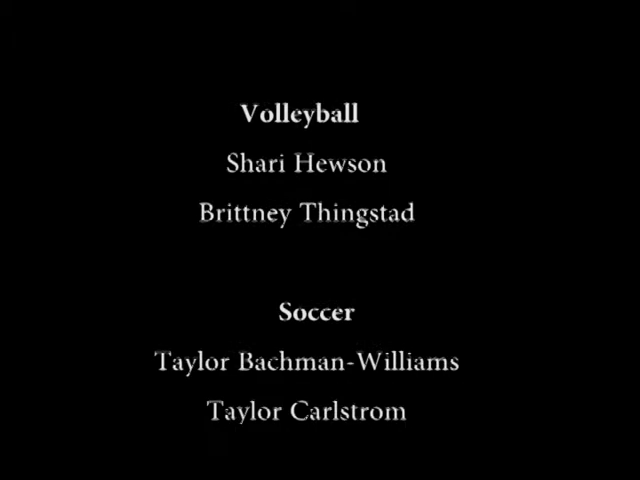 Volleyball
Shari Hewson
Brittney Thingstad
Soccer
Taylor Bachman-Williams
Taylor Carlstrom